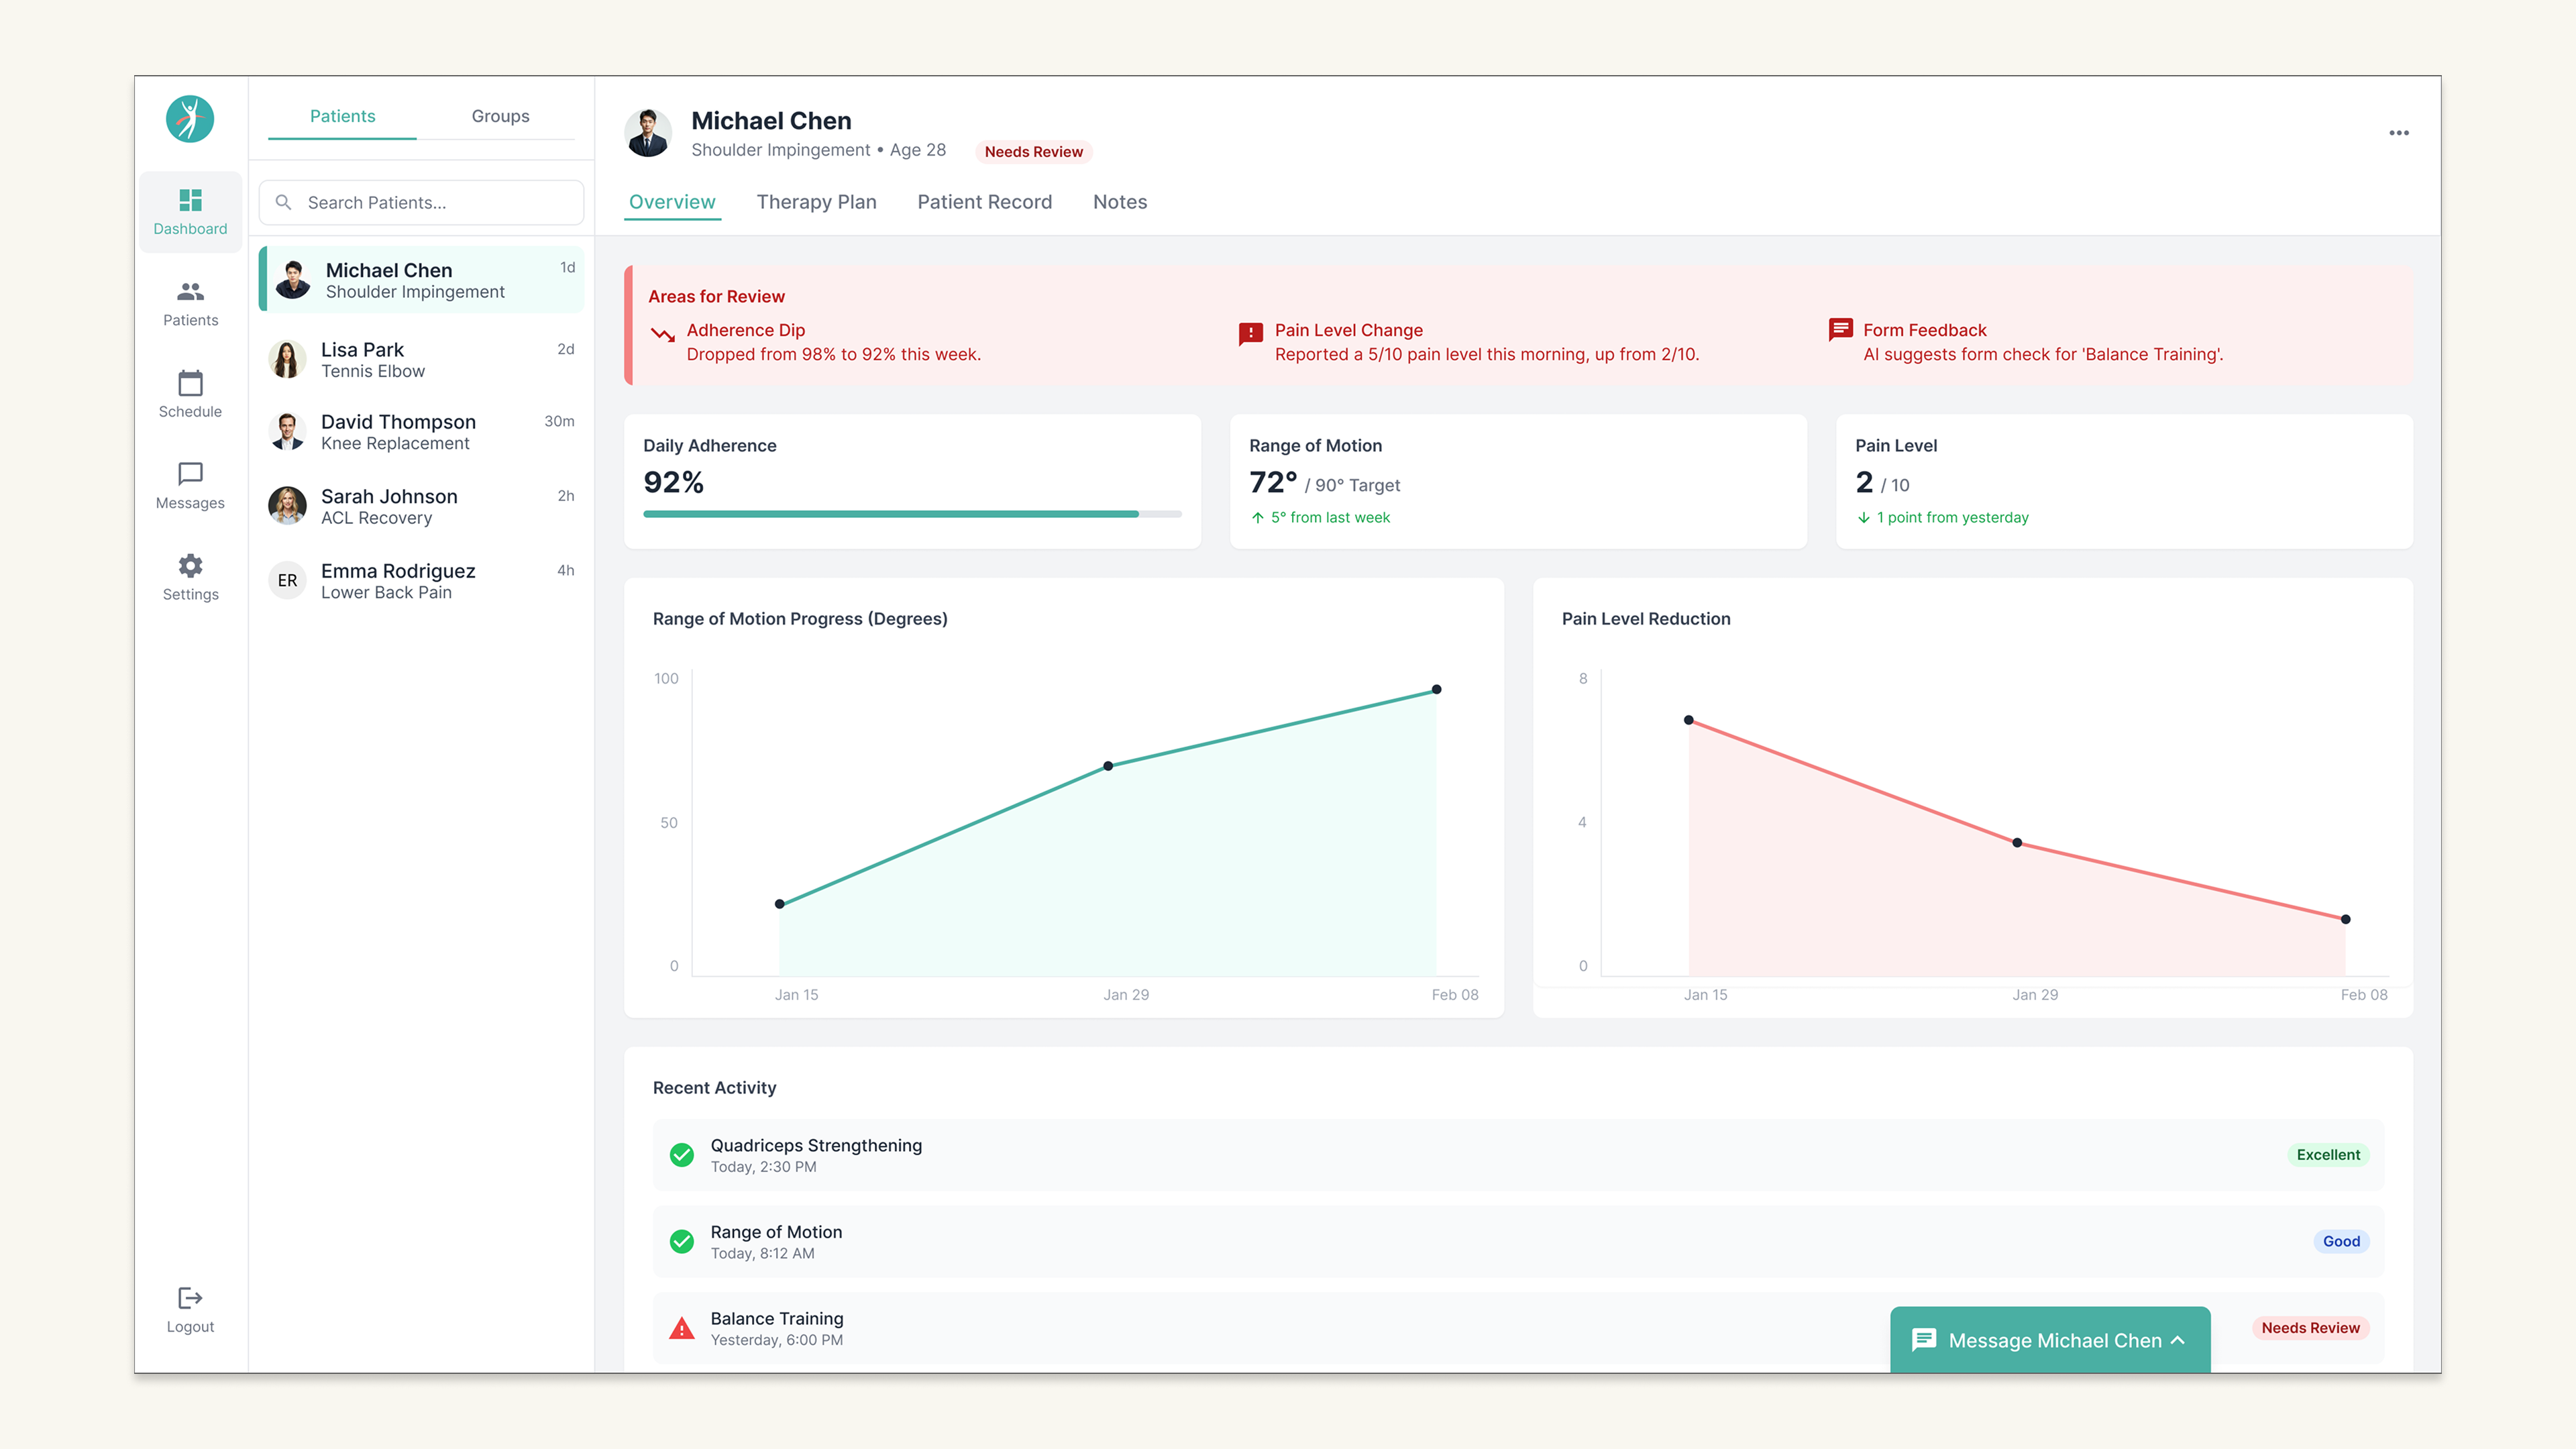 Dashboard
Patients
Schedule
Messages
Settings
Logout
Patients
Groups
Search Patients...
Michael Chen
1d
Shoulder Impingement
Lisa Park
2d
Tennis Elbow
David Thompson
30m
Knee Replacement
Sarah Johnson
2h
ACL Recovery
ER
Emma Rodriguez
4h
Lower Back Pain
Michael Chen
Shoulder Impingement • Age 28
Needs Review
Overview
Therapy Plan
Patient Record
Notes
Areas for Review
Adherence Dip
Dropped from 98% to 92% this week.
Pain Level Change
Reported a 5/10 pain level this morning, up from 2/10.
Form Feedback
AI suggests form check for 'Balance Training'.
Daily Adherence
92%
Range of Motion
72° / 90° Target
5° from last week
Pain Level
2 / 10
1 point from yesterday
Range of Motion Progress (Degrees)
100
50
0
Jan 15
Jan 29
Feb 08
Pain Level Reduction
8
4
0
Jan 15
Jan 29
Feb 08
Recent Activity
Quadriceps Strengthening
Today, 2:30 PM
Excellent
Range of Motion
Today, 8:12 AM
Good
Balance Training
Yesterday, 6:00 PM
Needs Review
Message Michael Chen